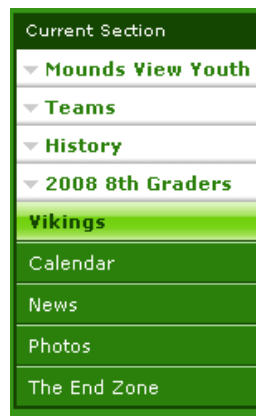 Current Section
Mounds View Youth
Teams
History
2008 8th Graders
Vikings
Calendar
News
Photos
The End Zone